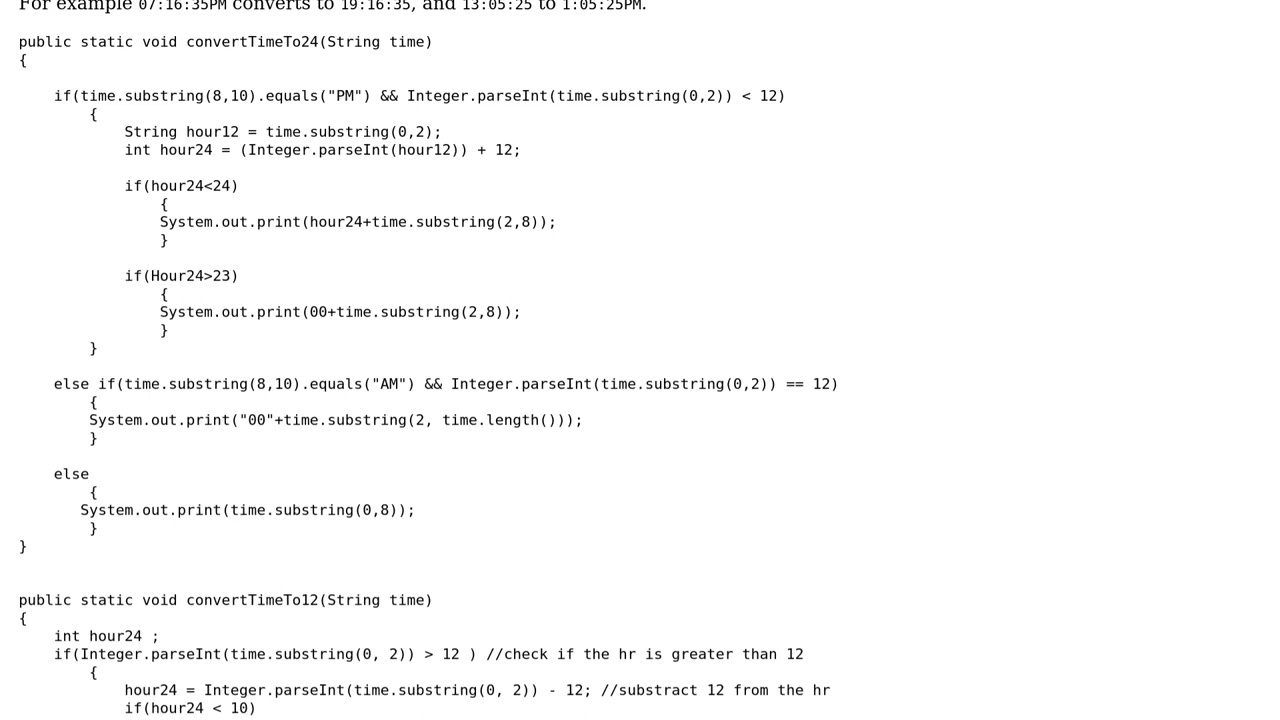 For example 07:16:35PM converts to 19:16:35, and 13:05:25 to 1:05:25PM.
public static void convertTimeTo24(String time)
{
if(time.substring(8,10).equals("PM") && Integer.parseInt(time.substring(0,2)) < 12)
{
String hour12 = time.substring(0,2);
int hour24 = (Integer.parseInt(hour12)) + 12;
if(hour24<24)
{
System.out.print(hour24+time.substring(2,8));
}
if(Hour24>23)
{
System.out.print(00+time.substring(2,8));
}
}
else if(time.substring(8,10).equals("AM") && Integer.parseInt(time.substring(0,2)) == 12)
{
System.out.print("00"+time.substring(2, time.length()));
}
else
{
System.out.print(time.substring(0,8));
}
}
public static void convertTimeTo12(String time)
{
int hour24 ;
if(Integer.parseInt(time.substring(0, 2)) > 12 ) //check if the hr is greater than 12
{
hour24 = Integer.parseInt(time.substring(0, 2)) - 12; //substract 12 from the hr
if(hour24 < 10)